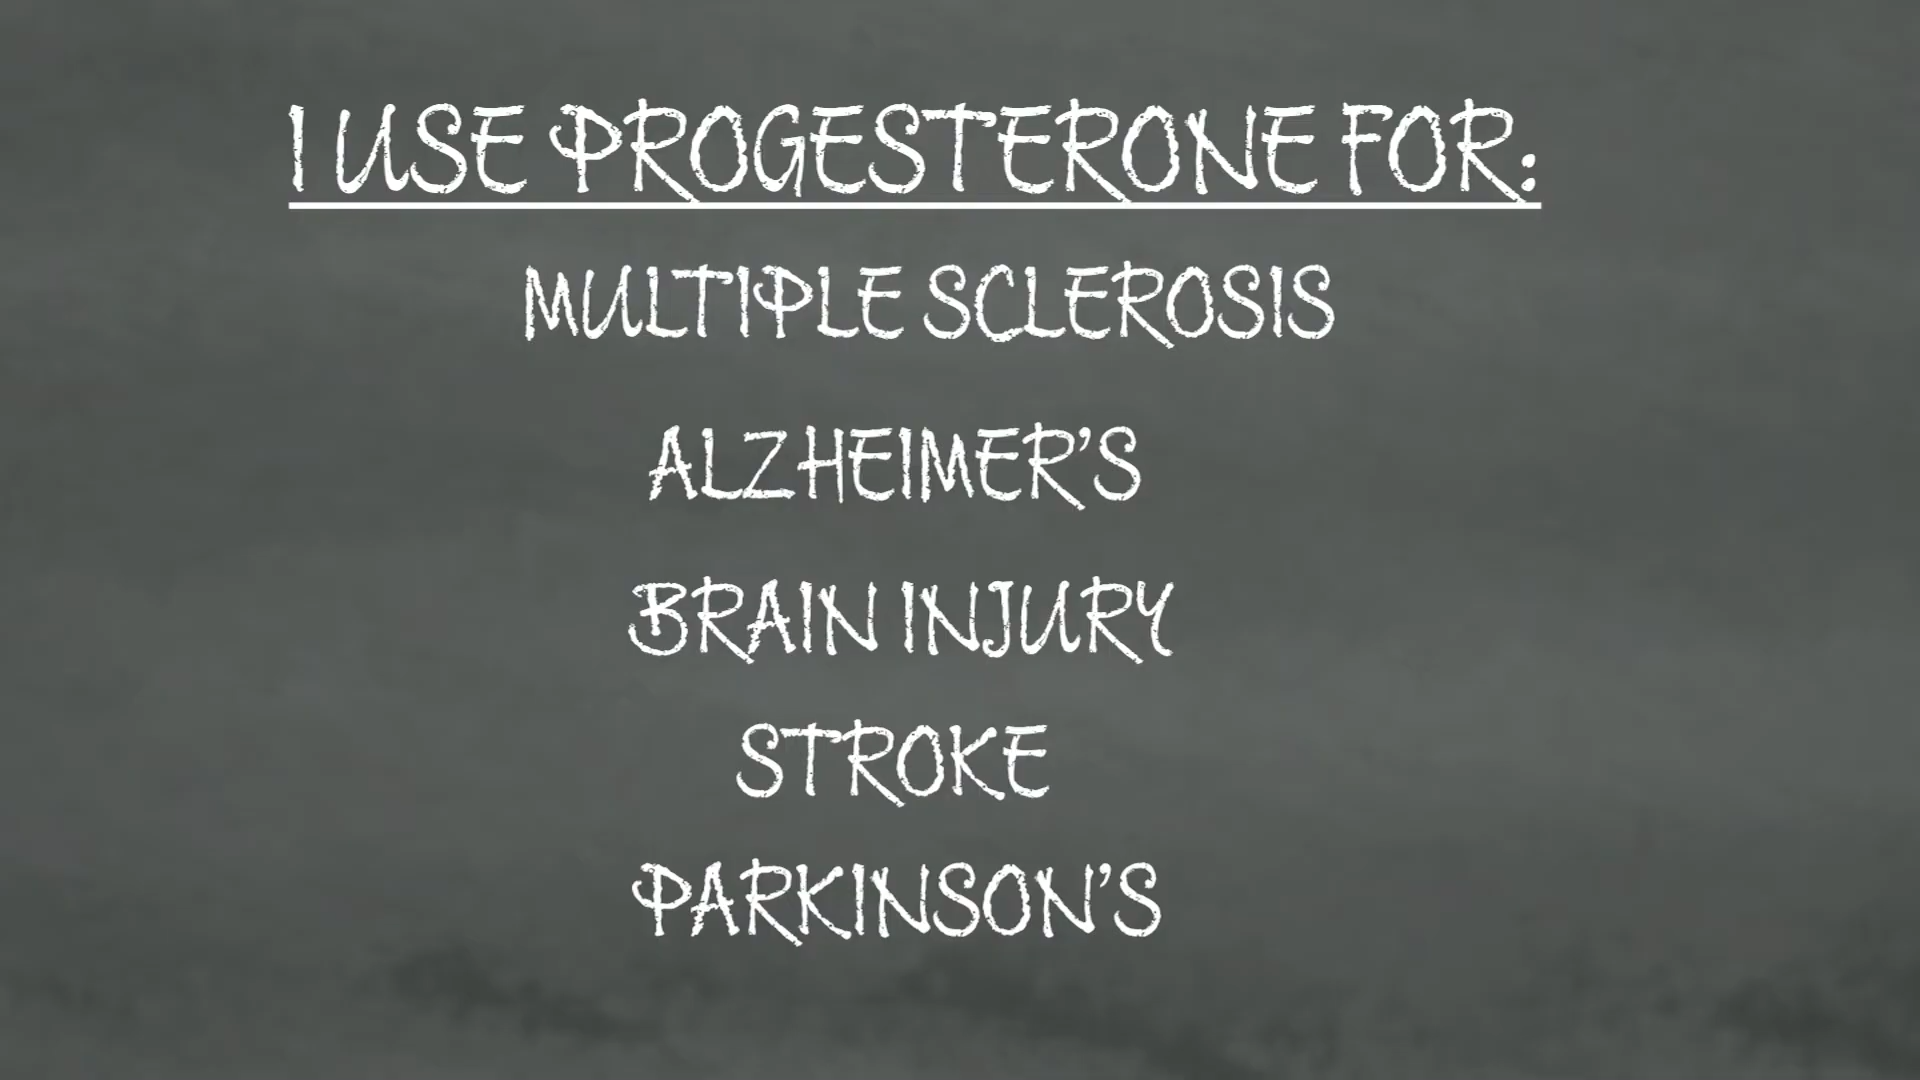 I USE PROGESTERONE FOR:
MULTIPLE SCLEROSIS
ALZHEIMER'S
BRAIN INJURY
STROKE
PARKINSON'S